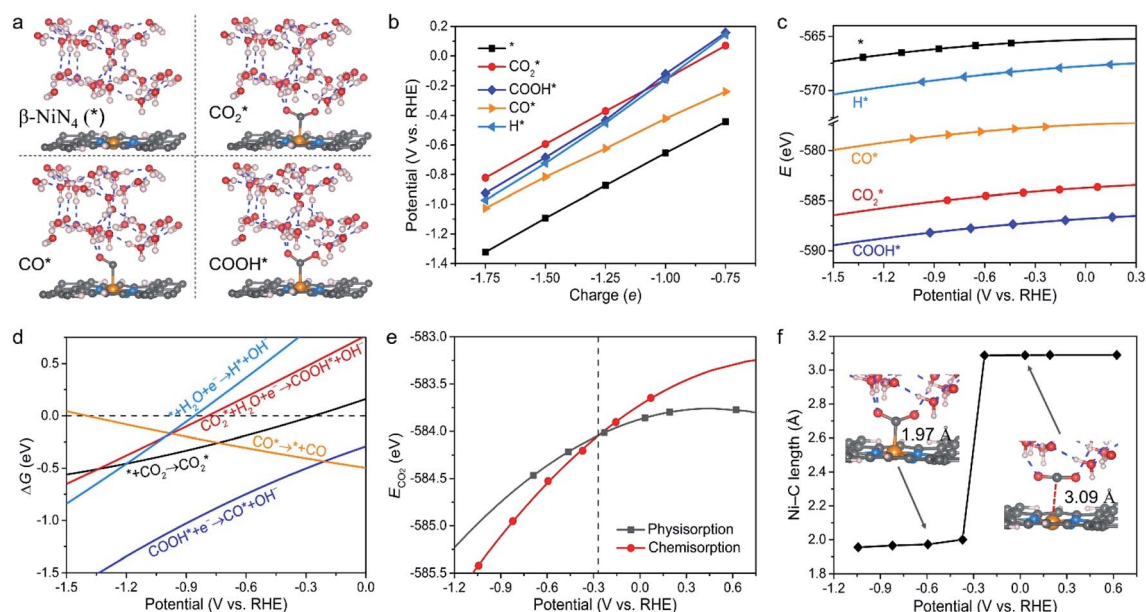 a
β-NiN₄ (*)
CO₂*
CO*
COOH*
b
*
CO₂*
COOH*
CO*
H*
Potential (V vs. RHE)
0.2
0.0
-0.2
-0.4
-0.6
-0.8
-1.0
-1.2
-1.4
-1.75
-1.50
-1.25
-1.00
-0.75
Charge (e)
c
E (eV)
-565
-570
-580
-585
-590
*
H*
CO*
CO₂*
COOH*
-1.5
-1.2
-0.9
-0.6
-0.3
0.0
0.3
Potential (V vs. RHE)
d
ΔG (eV)
0.5
0.0
-0.5
-1.0
-1.5
*+H₂O+e⁻→H*+OH⁻
CO₂*+H₂O+e⁻→COOH*+OH⁻
CO*→*+CO
*+CO₂→CO₂*
COOH*+e⁻→CO*+OH⁻
-1.5
-1.2
-0.9
-0.6
-0.3
0.0
Potential (V vs. RHE)
e
E_CO₂ (eV)
-583.0
-583.5
-584.0
-584.5
-585.0
-585.5
Physisorption
Chemisorption
-1.2
-0.9
-0.6
-0.3
0.0
0.3
0.6
Potential (V vs. RHE)
f
Ni–C length (Å)
3.2
3.0
2.8
2.6
2.4
2.2
2.0
1.8
1.97 Å
3.09 Å
-1.2
-0.9
-0.6
-0.3
0.0
0.3
0.6
Potential (V vs. RHE)